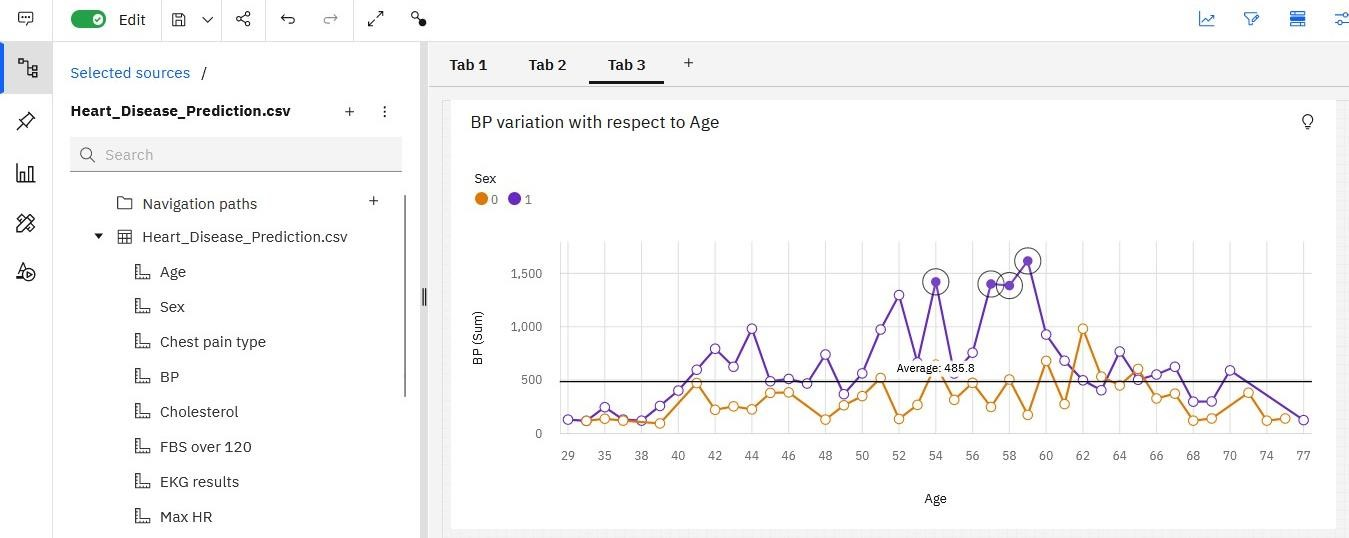 Edit
Selected sources /
Heart_Disease_Prediction.csv
Search
Navigation paths
Heart_Disease_Prediction.csv
Age
Sex
Chest pain type
BP
Cholesterol
FBS over 120
EKG results
Max HR
Tab 1 Tab 2 Tab 3 +
BP variation with respect to Age
Sex
0 1
1,500
1,000
500
0
BP (Sum)
Average: 485.8
29 35 38 40 42 44 46 48 50 52 54 56 58 60 62 64 66 68 70 74 77
Age